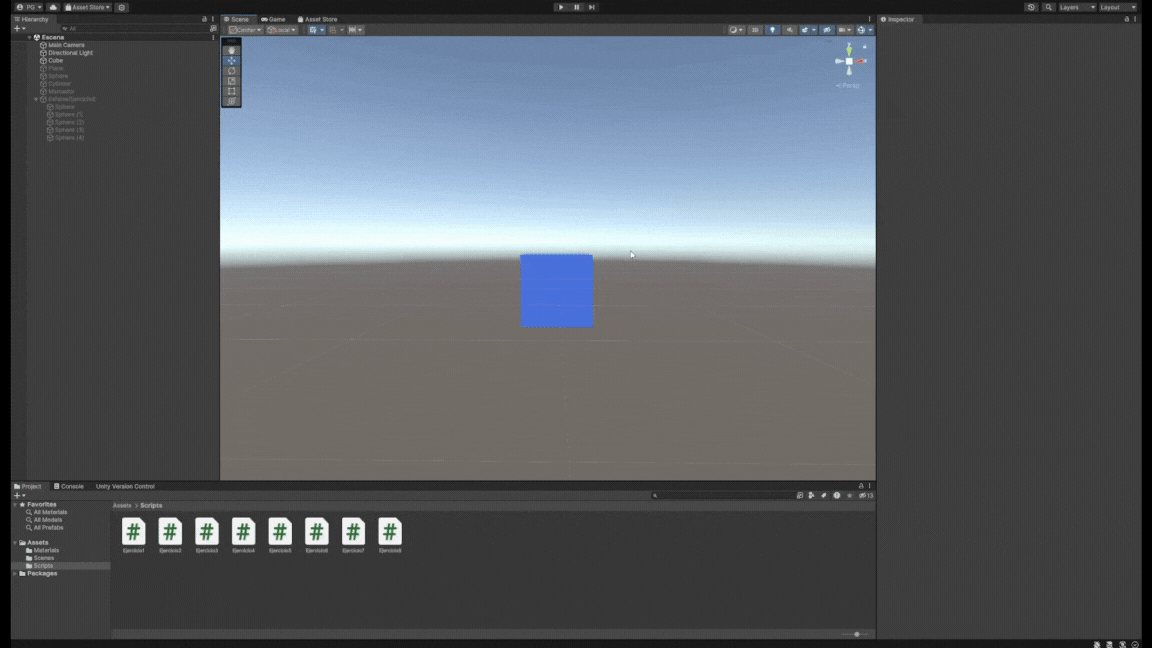 PG
Asset Store
Layers
Layout
Hierarchy
All
Escena
Main Camera
Directional Light
Cube
Plane
Sphere
Cylinder
Sphere
Sphere (1)
Sphere (2)
Sphere (3)
Sphere (4)
Scene
Game
Asset Store
Center
Local
2D
Persp
Inspector
Project
Console
Unity Version Control
13
Favorites
All Materials
All Models
All Prefabs
Assets
Materials
Scenes
Scripts
Packages
Assets > Scripts
Ejercicio1
Ejercicio2
Ejercicio3
Ejercicio4
Ejercicio5
Ejercicio6
Ejercicio7
Ejercicio8